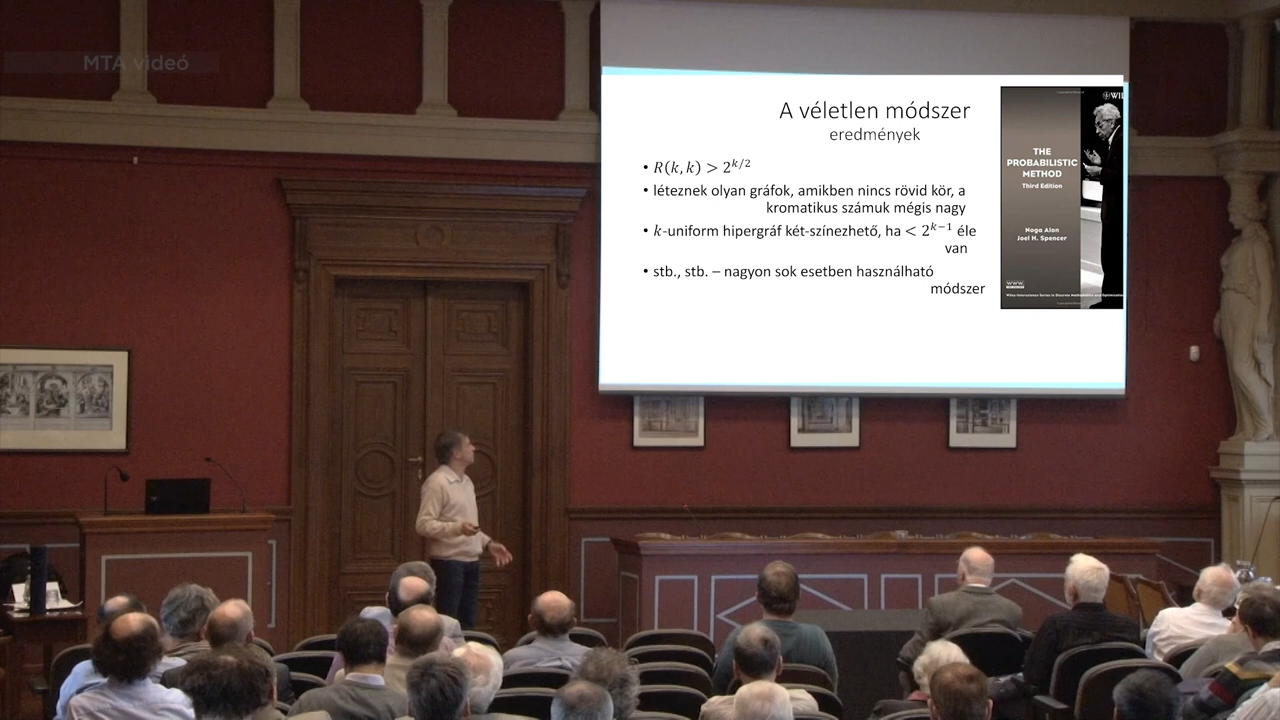 MTA videó
A véletlen módszer
eredmények
• R(k, k) > 2^{k/2}
• léteznek olyan gráfok, amikben nincs rövid kör, a
kromatikus számuk mégis nagy
• k-uniform hipergráf két-színezhető, ha < 2^{k−1} éle
van
• stb., stb. – nagyon sok esetben használható
módszer
WI
THE
PROBABILISTIC
METHOD
Third Edition
Noga Alon
Joel H. Spencer